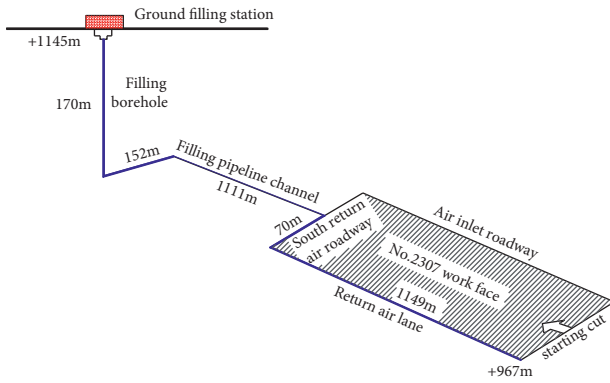 Ground filling station
+1145m
Filling
borehole
170m
152m
Filling pipeline channel
1111m
70m
South return
air roadway
Air inlet roadway
No.2307 work face
1149m
Return air lane
starting cut
+967m